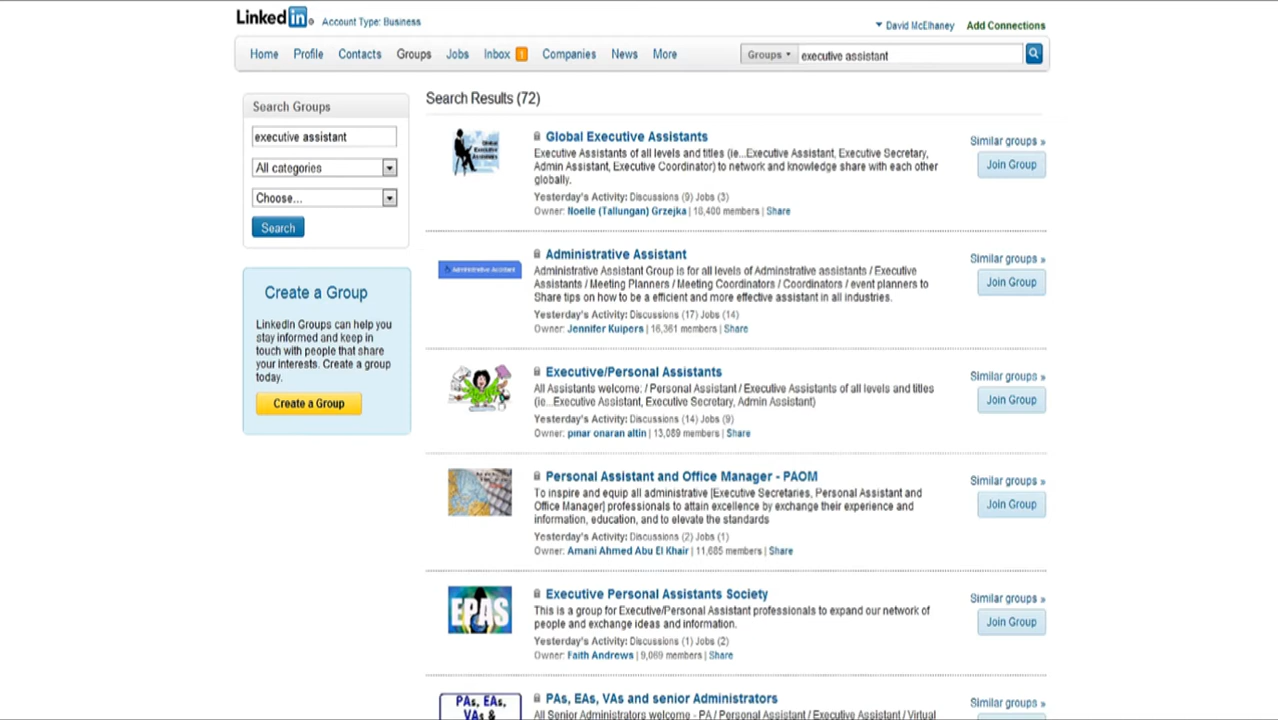 Linked in
Account Type: Business
David McElhaney Add Connections
Home Profile Contacts Groups Jobs Inbox 1 Companies News More
Groups executive assistant
Search Groups
executive assistant
All categories
Choose...
Search
Create a Group
LinkedIn Groups can help you
stay informed and keep in
touch with people that share
your interests. Create a group
today.
Create a Group
Search Results (72)
Global Executive Assistants
Executive Assistants of all levels and titles (ie...Executive Assistant, Executive Secretary,
Admin Assistant, Executive Coordinator) to network and knowledge share with each other
globally.
Yesterday's Activity: Discussions (9) Jobs (3)
Owner: Noelle (Tallungan) Grzejka | 18,400 members | Share
Similar groups »
Join Group
Administrative Assistant
Administrative Assistant
Administrative Assistant Group is for all levels of Adminstrative assistants / Executive
Assistants / Meeting Planners / Meeting Coordinators / Coordinators / event planners to
Share tips on how to be a efficient and more effective assistant in all industries.
Yesterday's Activity: Discussions (17) Jobs (14)
Owner: Jennifer Kuipers | 16,361 members | Share
Similar groups »
Join Group
Executive/Personal Assistants
All Assistants welcome: / Personal Assistant / Executive Assistants of all levels and titles
(ie...Executive Assistant, Executive Secretary, Admin Assistant)
Yesterday's Activity: Discussions (14) Jobs (9)
Owner: pınar onaran altin | 13,089 members | Share
Similar groups »
Join Group
Personal Assistant and Office Manager - PAOM
To inspire and equip all administrative [Executive Secretaries, Personal Assistant and
Office Manager] professionals to attain excellence by exchange their experience and
information, education, and to elevate the standards
Yesterday's Activity: Discussions (2) Jobs (1)
Owner: Amani Ahmed Abu El Khair | 11,685 members | Share
Similar groups »
Join Group
EPAS
Executive Personal Assistants Society
This is a group for Executive/Personal Assistant professionals to expand our network of
people and exchange ideas and information.
Yesterday's Activity: Discussions (1) Jobs (2)
Owner: Faith Andrews | 9,069 members | Share
Similar groups »
Join Group
PAs, EAs,
VAs &
PAs, EAs, VAs and senior Administrators
All Senior Administrators welcome - PA / Personal Assistant / Executive Assistant / Virtual
Similar groups »